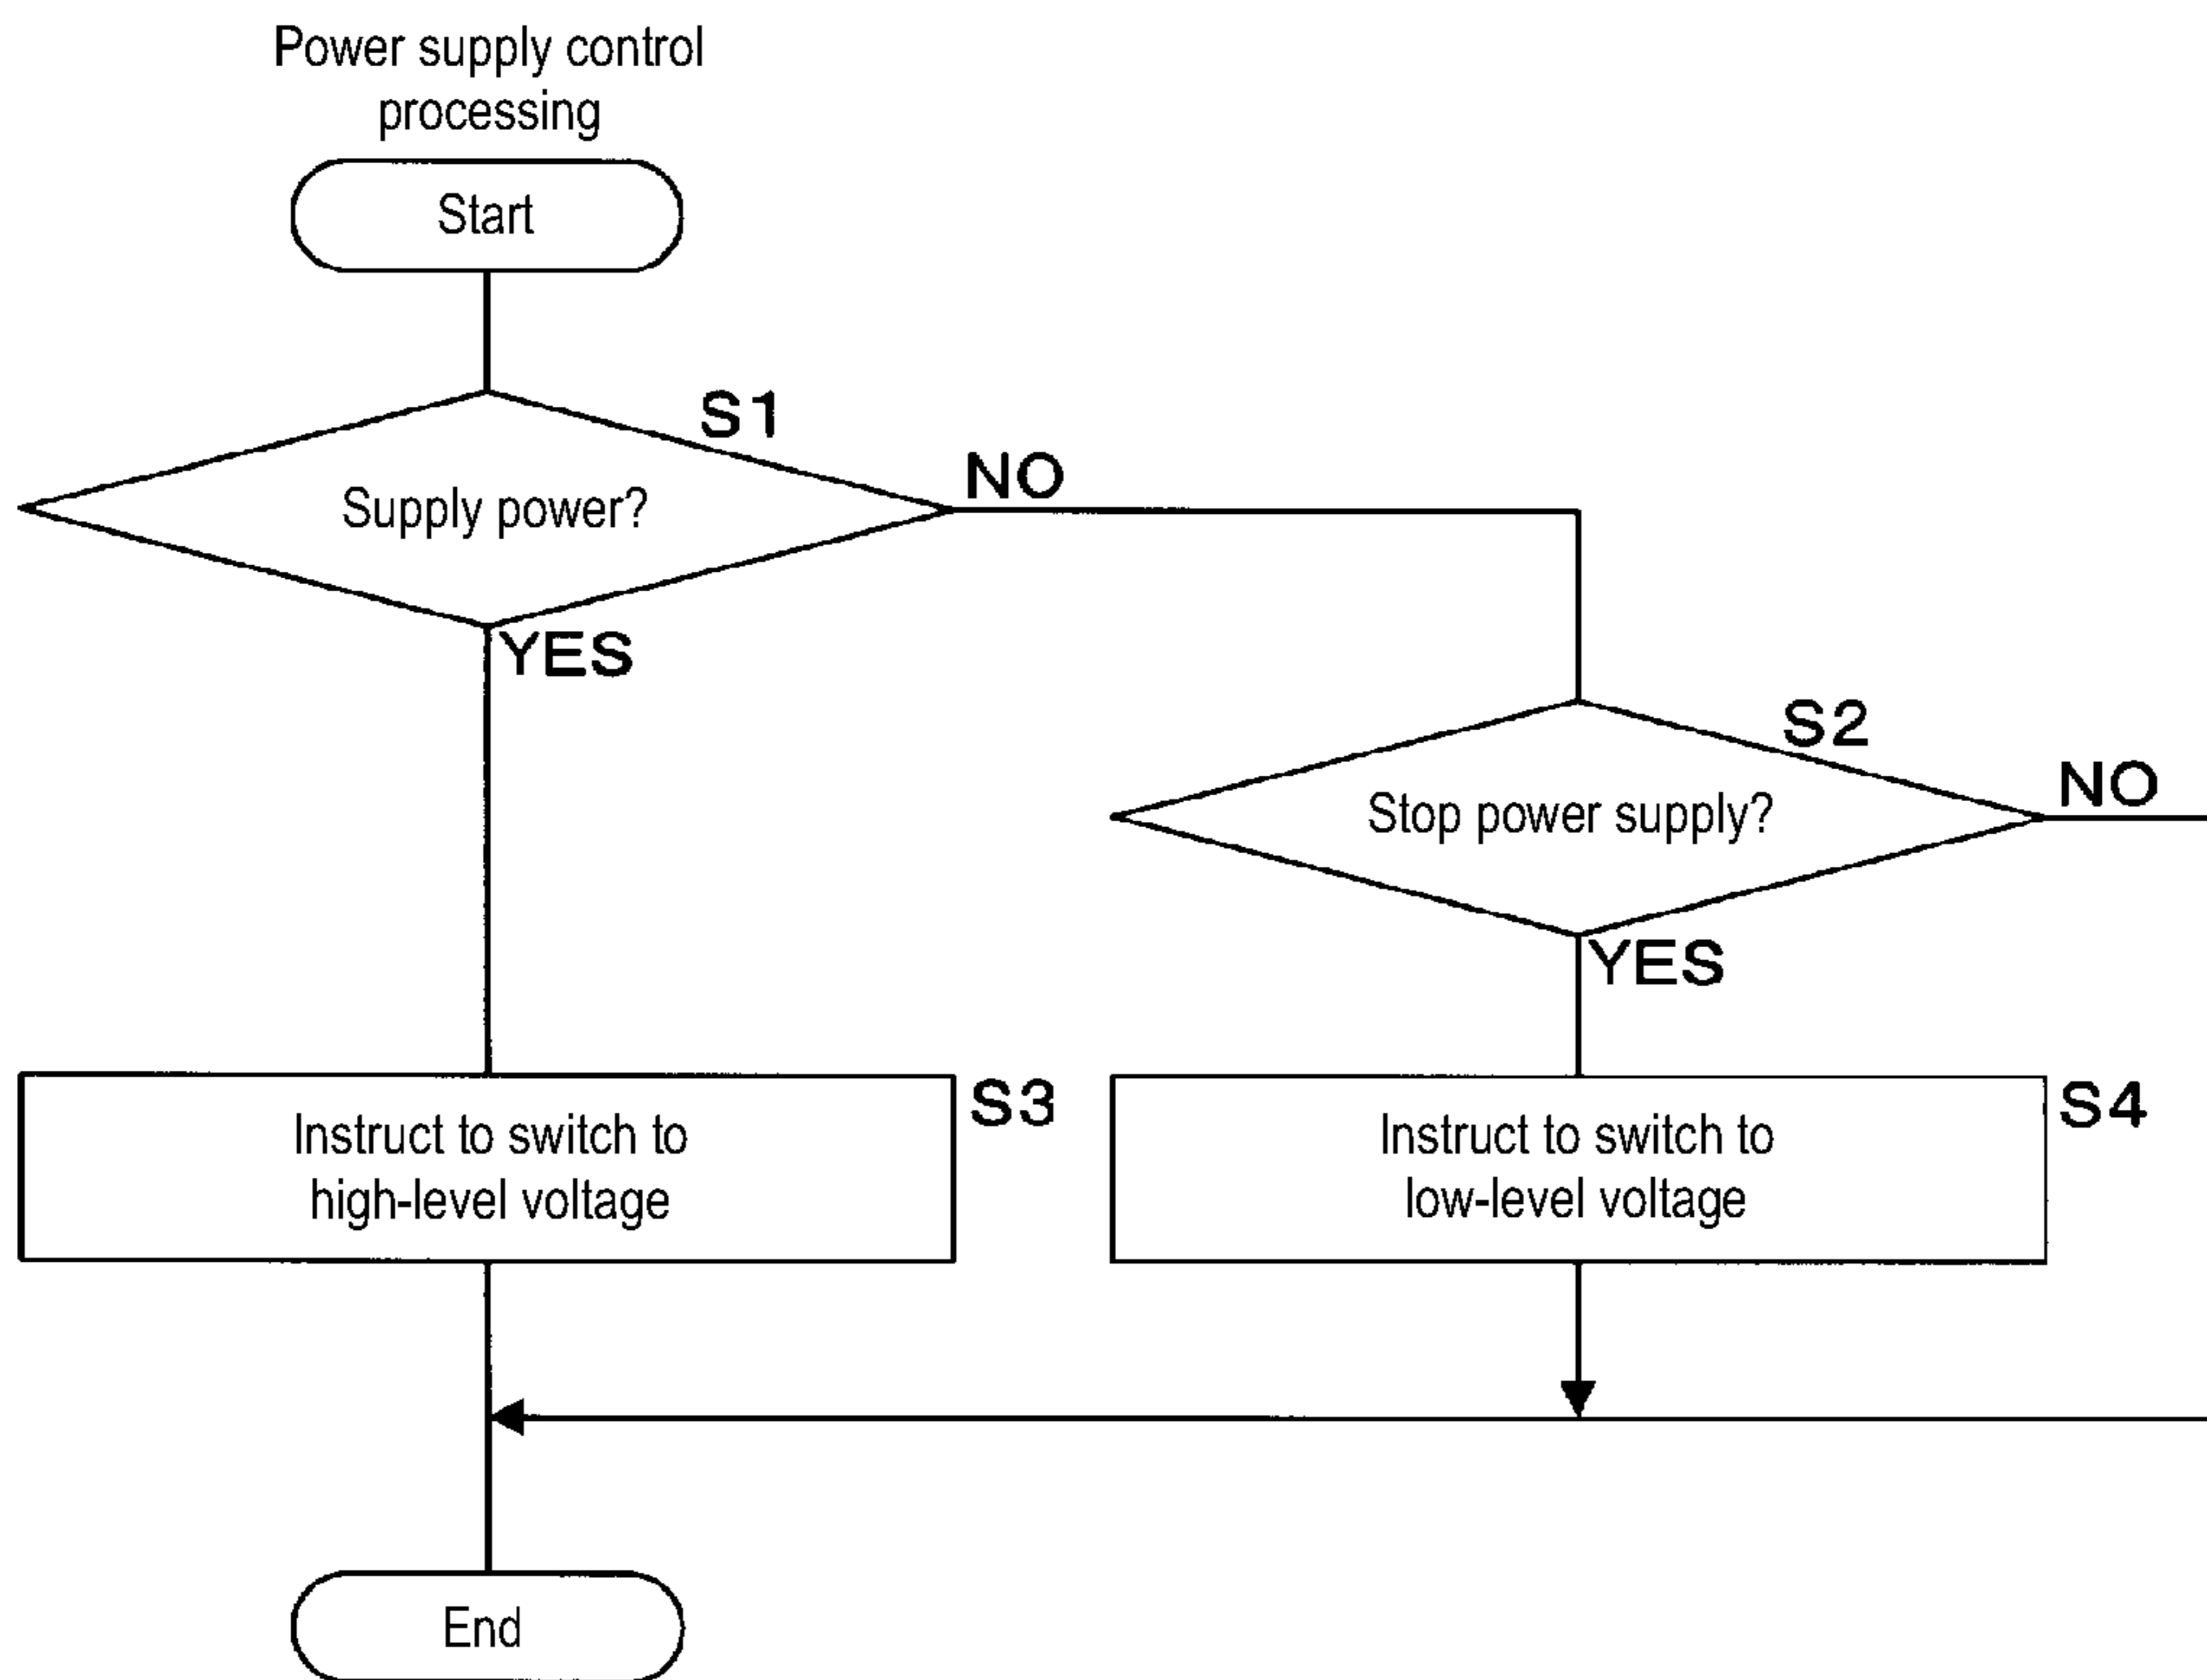 Power supply control
processing
Start
S1
Supply power?
NO
YES
S2
Stop power supply?
NO
YES
S3
Instruct to switch to
high-level voltage
S4
Instruct to switch to
low-level voltage
End